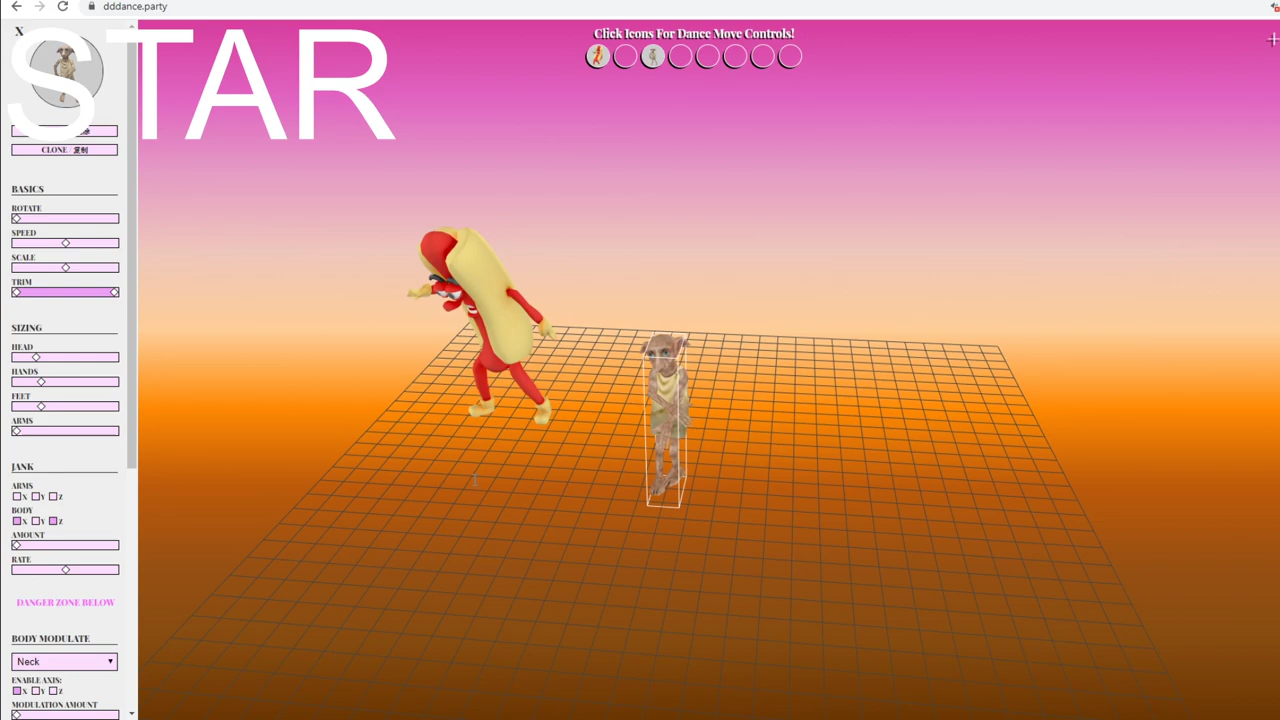 dddance.party
Click Icons For Dance Move Controls!
X
STAR
CLONE / 复制
BASICS
ROTATE
SPEED
SCALE
TRIM
SIZING
HEAD
HANDS
FEET
ARMS
JANK
ARMS
X Y Z
BODY
X Y Z
AMOUNT
RATE
DANGER ZONE BELOW
BODY MODULATE
Neck
ENABLE AXIS:
X Y Z
MODULATION AMOUNT